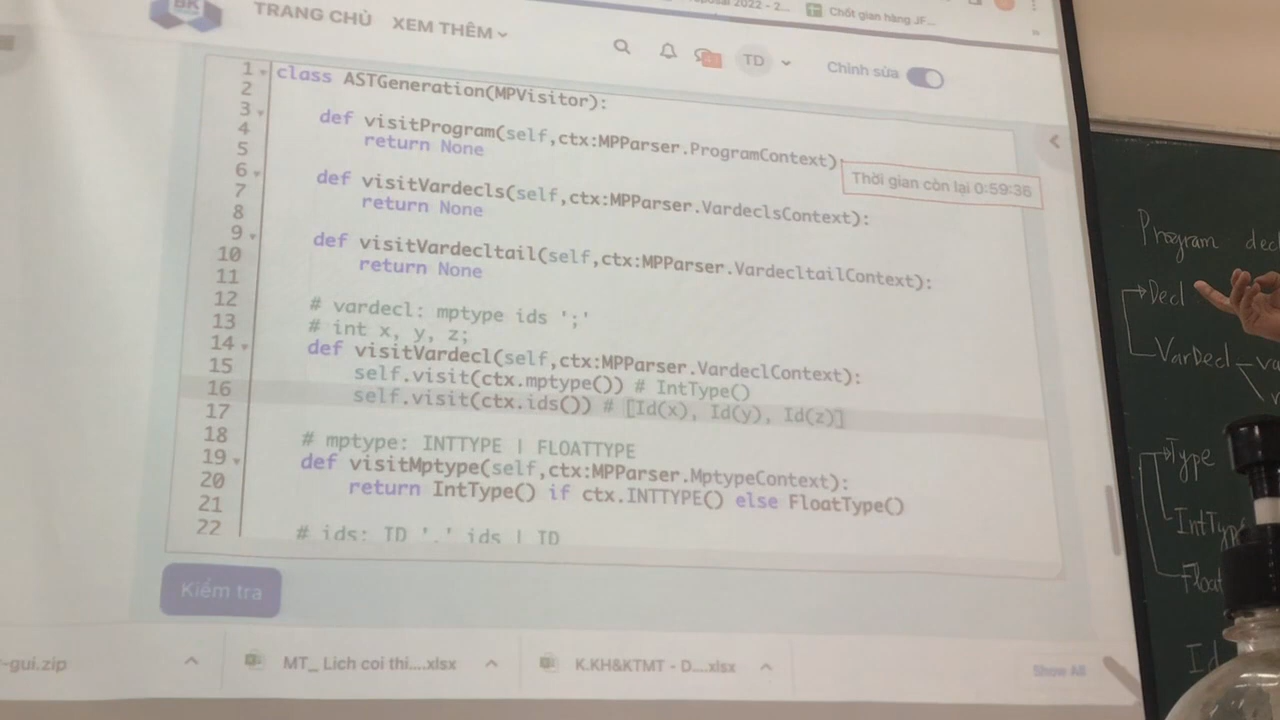 BK
TRANG CHỦ XEM THÊM
2022 - 2...
Chốt gian hàng JF...
TD
Chỉnh sửa
1 class ASTGeneration(MPVisitor):
2
3 def visitProgram(self,ctx:MPParser.ProgramContext):
4 return None
5
6 def visitVardecls(self,ctx:MPParser.VardeclsContext):
7 return None
8
9 def visitVardecltail(self,ctx:MPParser.VardecltailContext):
10 return None
11
12 # vardecl: mptype ids ';'
13 # int x, y, z;
14 def visitVardecl(self,ctx:MPParser.VardeclContext):
15 self.visit(ctx.mptype()) # IntType()
16 self.visit(ctx.ids()) # [Id(x), Id(y), Id(z)]
17
18 # mptype: INTTYPE | FLOATTYPE
19 def visitMptype(self,ctx:MPParser.MptypeContext):
20 return IntType() if ctx.INTTYPE() else FloatType()
21
22 # ids: ID ',' ids | ID
Thời gian còn lại 0:59:36
Kiểm tra
-gui.zip
MT_ Lich coi thi....xlsx
K.KH&KTMT - D....xlsx
Show All
Program decl
Decl
VarDecl
Type
IntType
Float
Id